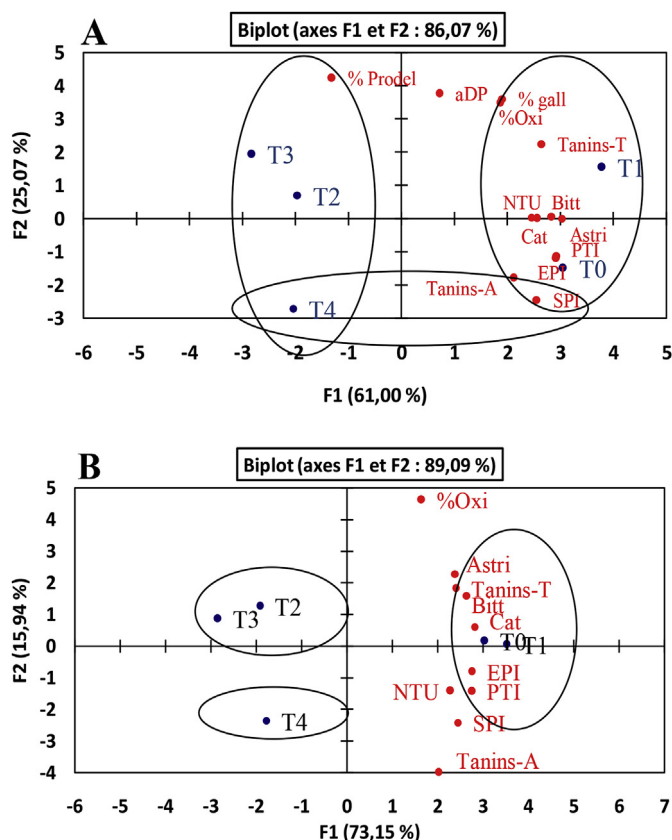 A
Biplot (axes F1 et F2 : 86,07 %)
5
4
3
2
1
0
-1
-2
-3
F2 (25,07 %)
% Prodel
aDP
% gall
%Oxi
Tanins-T
T3
T1
T2
NTU Bitt
Cat Astri
PTI
EPI T0
Tanins-A
SPI
T4
-6 -5 -4 -3 -2 -1 0 1 2 3 4 5
F1 (61,00 %)
B
Biplot (axes F1 et F2 : 89,09 %)
5
4
3
2
1
0
-1
-2
-3
-4
F2 (15,94 %)
%Oxi
Astri
Tanins-T
Bitt
T3 T2
Cat
T0 T1
EPI
NTU PTI
T4
SPI
Tanins-A
-6 -5 -4 -3 -2 -1 0 1 2 3 4 5 6 7
F1 (73,15 %)